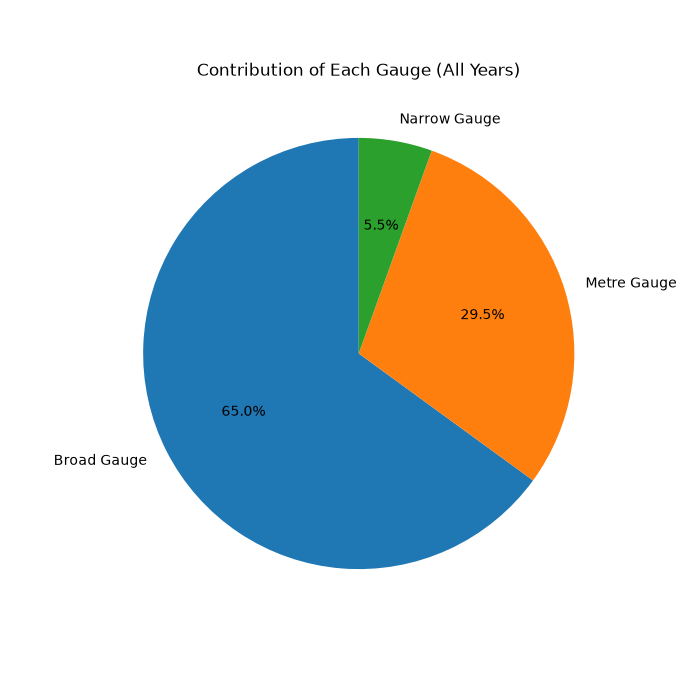 Contribution of Each Gauge (All Years)
Narrow Gauge
5.5%
Metre Gauge
29.5%
65.0%
Broad Gauge